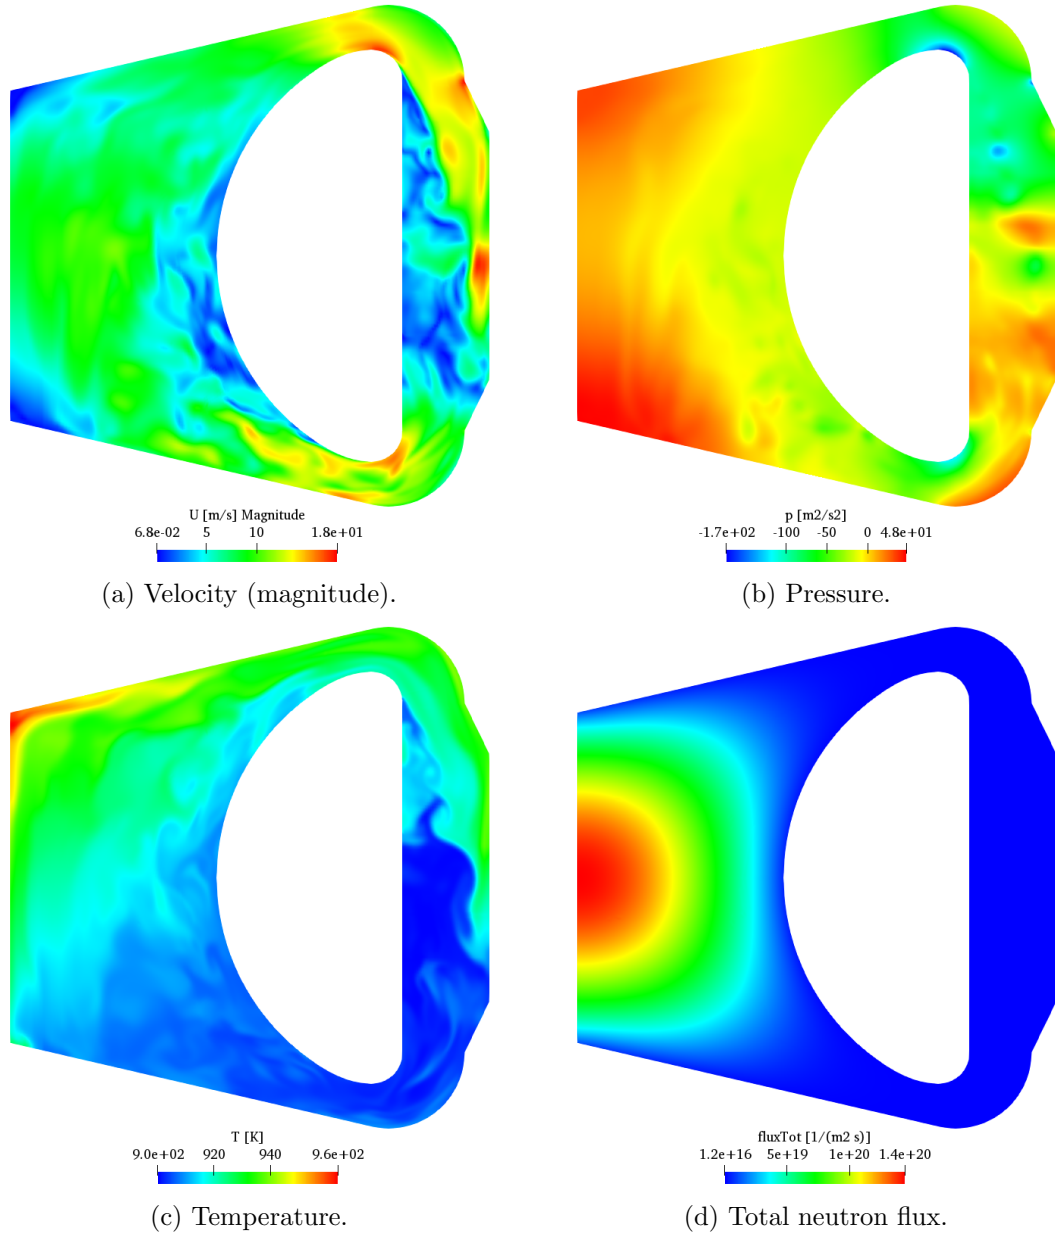 U [m/s] Magnitude
6.8e-02 5 10 1.8e+01
(a) Velocity (magnitude).
p [m2/s2]
-1.7e+02 -100 -50 0 4.8e+01
(b) Pressure.
T [K]
9.0e+02 920 940 9.6e+02
(c) Temperature.
fluxTot [1/(m2 s)]
1.2e+16 5e+19 1e+20 1.4e+20
(d) Total neutron flux.